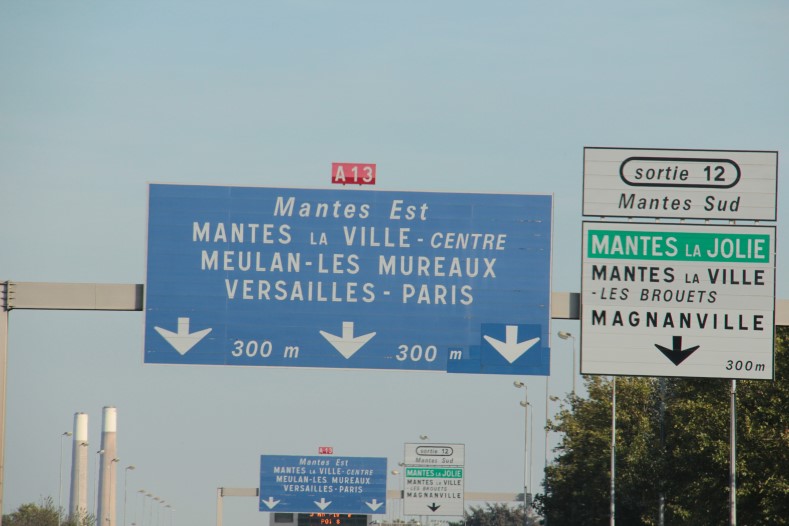 A13
Mantes Est
MANTES LA VILLE - CENTRE
MEULAN - LES MUREAUX
VERSAILLES - PARIS
300 m 300 m
sortie 12
Mantes Sud
MANTES LA JOLIE
MANTES LA VILLE
- LES BROUETS
MAGNANVILLE
300m
A13
Mantes Est
MANTES LA VILLE - CENTRE
MEULAN - LES MUREAUX
VERSAILLES - PARIS
sortie 12
Mantes Sud
MANTES LA JOLIE
MANTES LA VILLE
- LES BROUETS
MAGNANVILLE